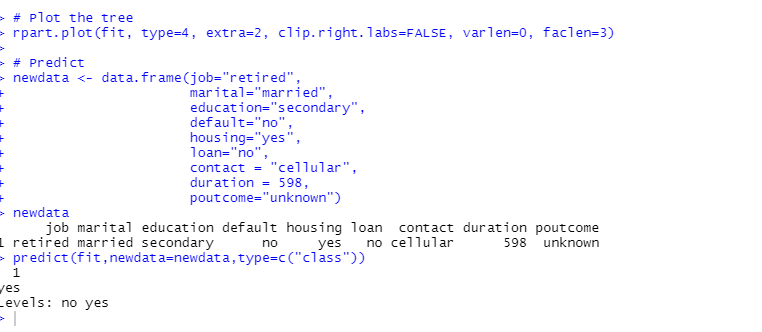 > # Plot the tree
> rpart.plot(fit, type=4, extra=2, clip.right.labs=FALSE, varlen=0, faclen=3)
>
> # Predict
> newdata <- data.frame(job="retired",
+                       marital="married",
+                       education="secondary",
+                       default="no",
+                       housing="yes",
+                       loan="no",
+                       contact = "cellular",
+                       duration = 598,
+                       poutcome="unknown")
> newdata
      job marital education default housing loan  contact duration poutcome
1 retired married secondary      no     yes   no cellular      598  unknown
> predict(fit,newdata=newdata,type=c("class"))
  1
yes
Levels: no yes
>